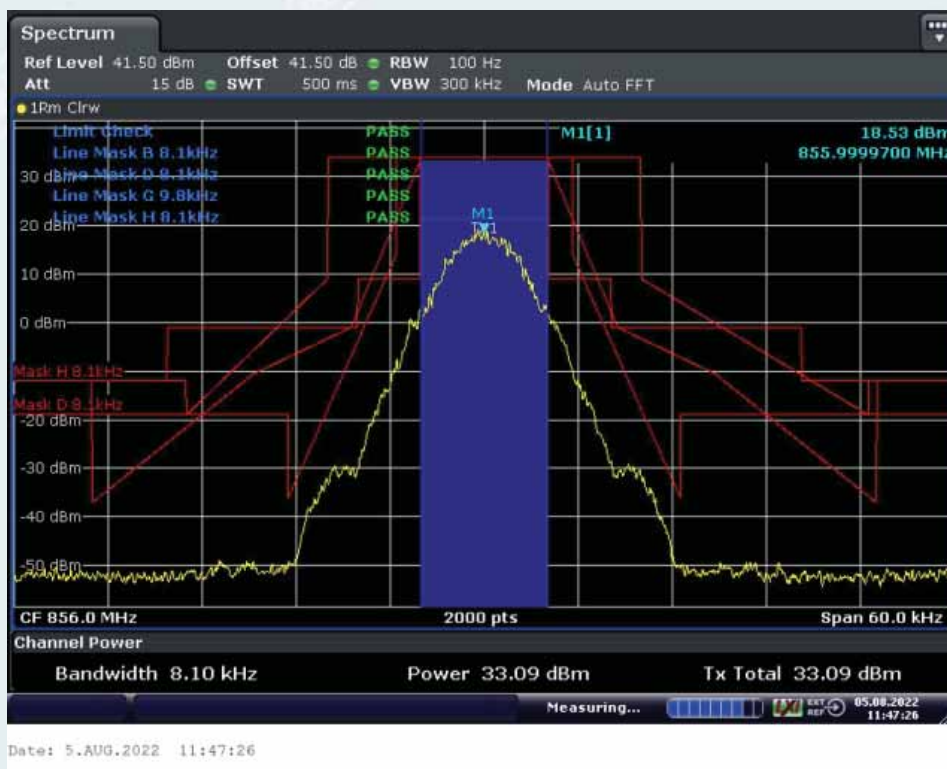 Spectrum
Ref Level 41.50 dBm Offset 41.50 dB RBW 100 Hz
Att 15 dB SWT 500 ms VBW 300 kHz Mode Auto FFT
1Rm Clrw
Limit Check PASS M1[1] 18.53 dBm
Line Mask B 8.1kHz PASS 855.9999700 MHz
30 dBm Line Mask D 8.1kHz PASS
Line Mask G 9.8kHz PASS
Line Mask H 8.1kHz PASS
M1
20 dBm TX1
10 dBm
0 dBm
Mask H 8.1kHz
Mask D 8.1kHz
-20 dBm
-30 dBm
-40 dBm
-50 dBm
CF 856.0 MHz 2000 pts Span 60.0 kHz
Channel Power
Bandwidth 8.10 kHz Power 33.09 dBm Tx Total 33.09 dBm
Measuring... EXT REF 05.08.2022
11:47:26
Date: 5.AUG.2022 11:47:26